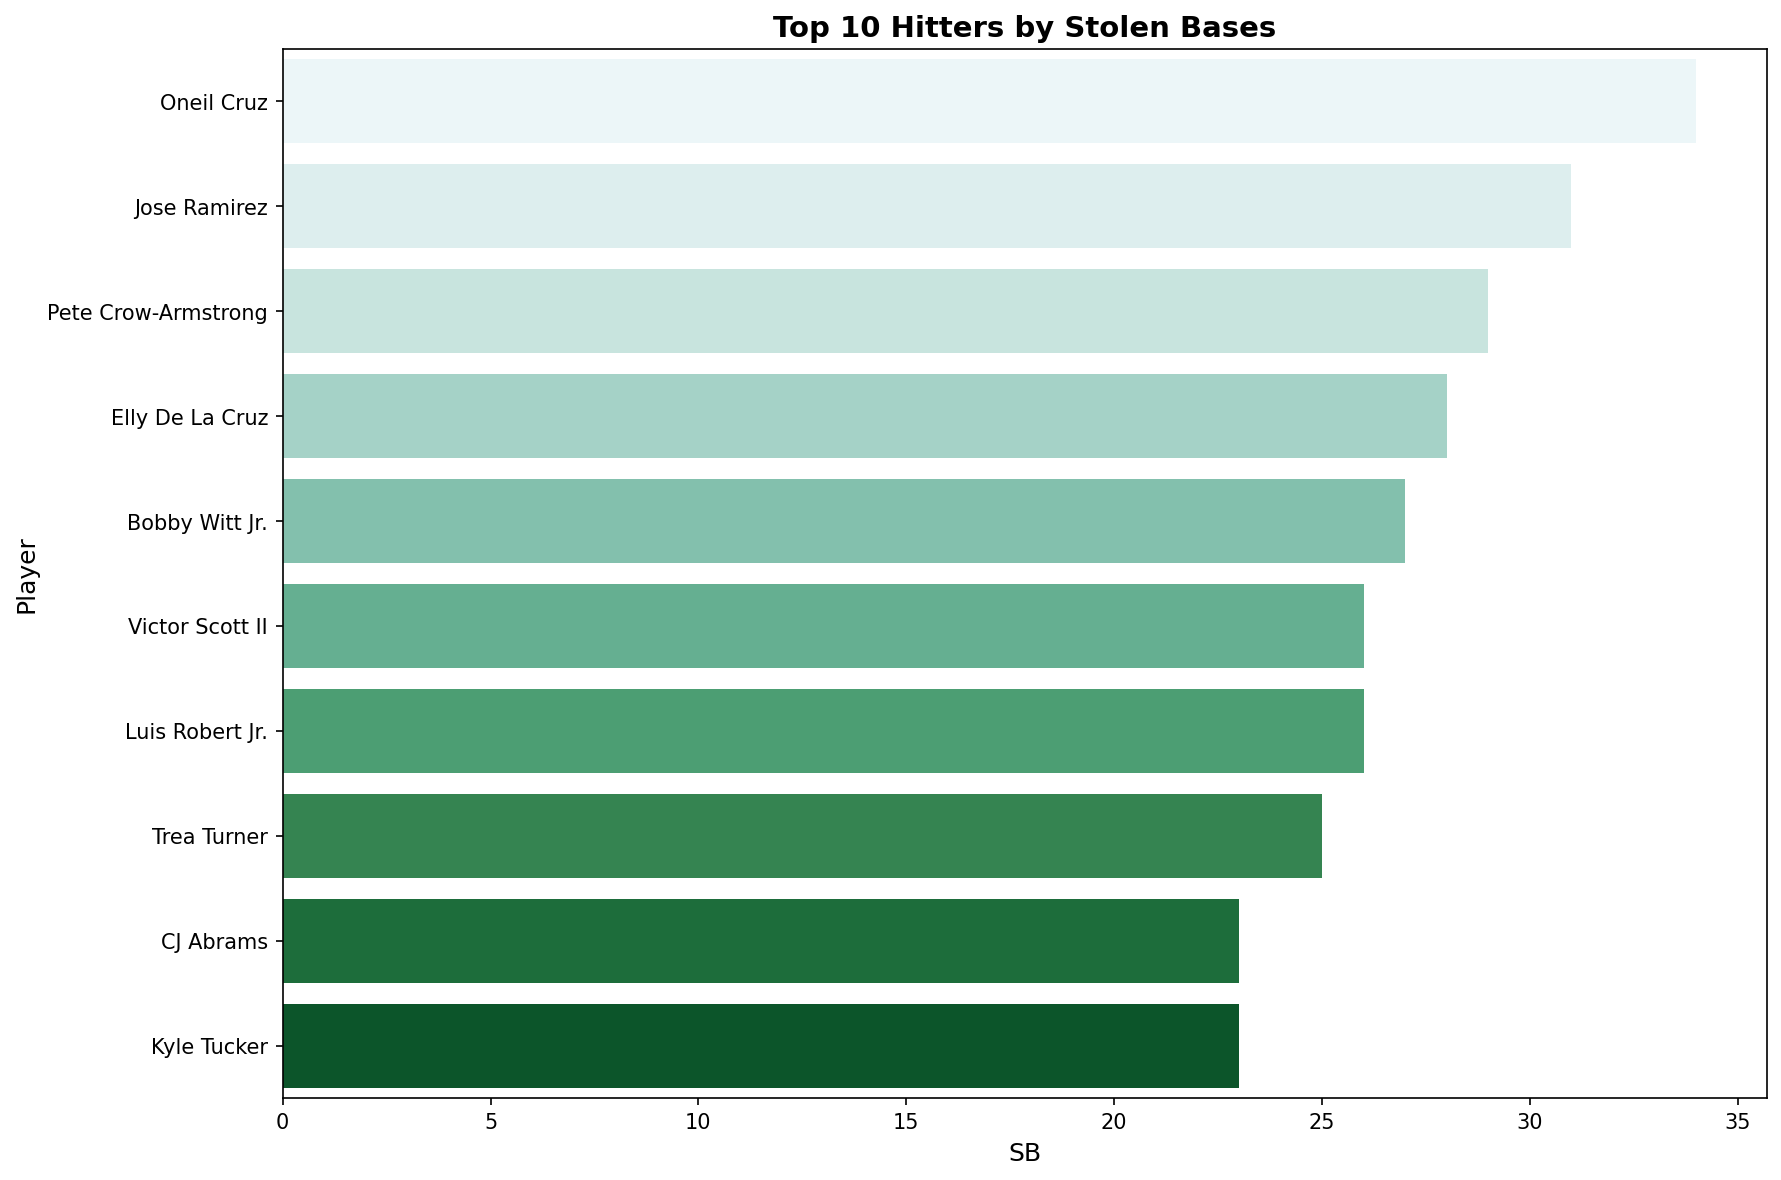 Top 10 Hitters by Stolen Bases
Player
Oneil Cruz
Jose Ramirez
Pete Crow-Armstrong
Elly De La Cruz
Bobby Witt Jr.
Victor Scott II
Luis Robert Jr.
Trea Turner
CJ Abrams
Kyle Tucker
0 5 10 15 20 25 30 35
SB